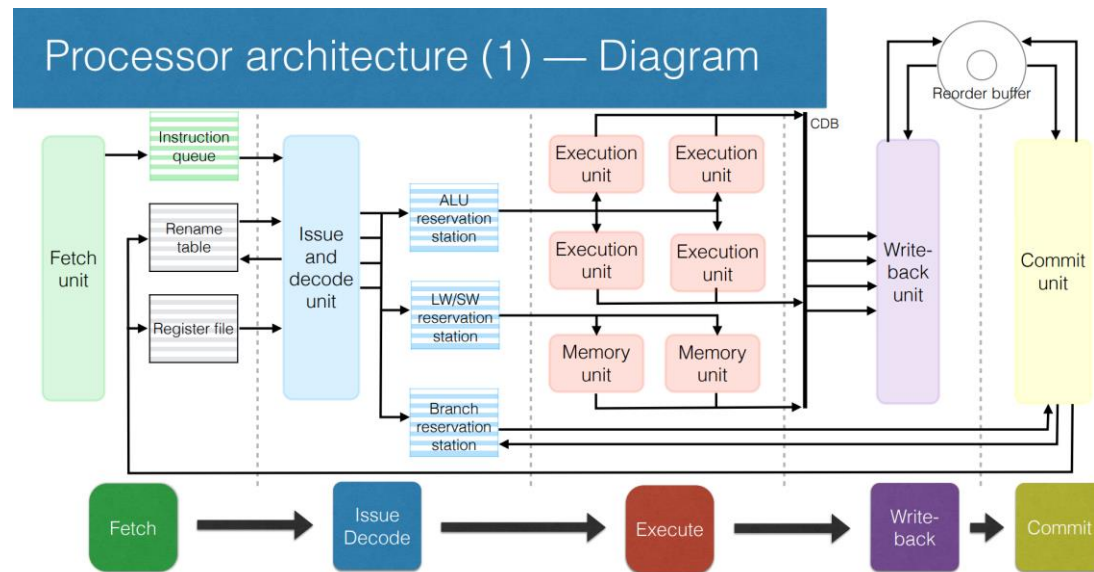 Processor architecture (1) — Diagram
Reorder buffer
CDB
Instruction
queue
Fetch
unit
Rename
table
Register file
Issue
and
decode
unit
ALU
reservation
station
LW/SW
reservation
station
Branch
reservation
station
Execution
unit
Execution
unit
Execution
unit
Execution
unit
Memory
unit
Memory
unit
Write-
back
unit
Commit
unit
Fetch
Issue
Decode
Execute
Write-
back
Commit